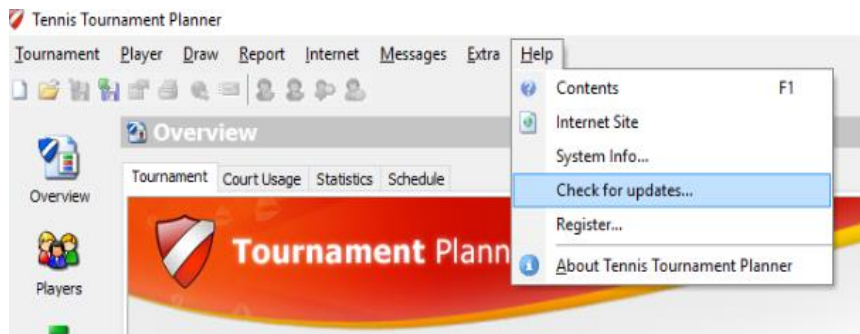 Tennis Tournament Planner
Tournament Player Draw Report Internet Messages Extra Help
Contents F1
Internet Site
System Info...
Check for updates...
Register...
About Tennis Tournament Planner
Overview
Tournament Court Usage Statistics Schedule
Overview
Players
Tournament Plann